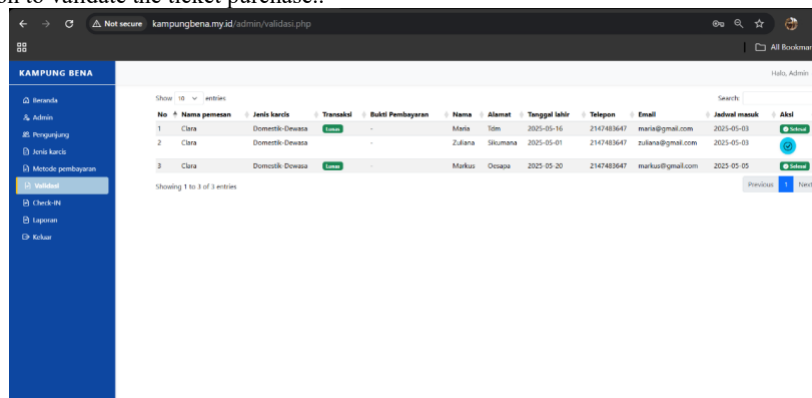 on to validate the ticket purchase..
Not secure kampungbena.my.id/admin/validasi.php
All Bookmar
KAMPUNG BENA
Halo, Admin
Beranda
Admin
Pengunjung
Jenis karcis
Metode pembayaran
Validasi
Check-IN
Laporan
Keluar
Show 10 entries
Search:
No Nama pemesan Jenis karcis Transaksi Bukti Pembayaran Nama Alamat Tanggal lahir Telepon Email Jadwal masuk Aksi
1 Clara Domestik-Dewasa Lunas - Maria Tdm 2025-05-16 2147483647 maria@gmail.com 2025-05-03 Selesai
2 Clara Domestik-Dewasa - Zuliana Sikumana 2025-05-01 2147483647 zuliana@gmail.com 2025-05-03
3 Clara Domestik-Dewasa Lunas - Markus Oesapa 2025-05-20 2147483647 markus@gmail.com 2025-05-05 Selesai
Showing 1 to 3 of 3 entries
Previous 1 Next